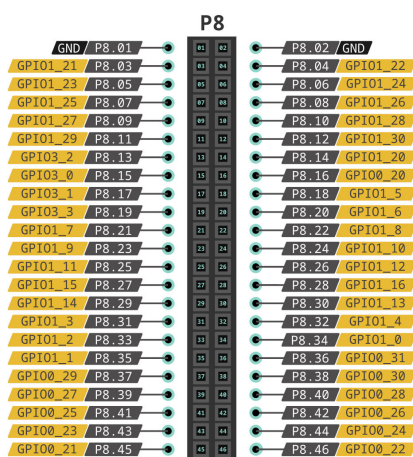 P8
GND P8.01 01 02 P8.02 GND
GPIO1_21 P8.03 03 04 P8.04 GPIO1_22
GPIO1_23 P8.05 05 06 P8.06 GPIO1_24
GPIO1_25 P8.07 07 08 P8.08 GPIO1_26
GPIO1_27 P8.09 09 10 P8.10 GPIO1_28
GPIO1_29 P8.11 11 12 P8.12 GPIO1_30
GPIO3_2 P8.13 13 14 P8.14 GPIO1_20
GPIO3_0 P8.15 15 16 P8.16 GPIO0_20
GPIO3_1 P8.17 17 18 P8.18 GPIO1_5
GPIO3_3 P8.19 19 20 P8.20 GPIO1_6
GPIO1_7 P8.21 21 22 P8.22 GPIO1_8
GPIO1_9 P8.23 23 24 P8.24 GPIO1_10
GPIO1_11 P8.25 25 26 P8.26 GPIO1_12
GPIO1_15 P8.27 27 28 P8.28 GPIO1_16
GPIO1_14 P8.29 29 30 P8.30 GPIO1_13
GPIO1_3 P8.31 31 32 P8.32 GPIO1_4
GPIO1_2 P8.33 33 34 P8.34 GPIO1_0
GPIO1_1 P8.35 35 36 P8.36 GPIO0_31
GPIO0_29 P8.37 37 38 P8.38 GPIO0_30
GPIO0_27 P8.39 39 40 P8.40 GPIO0_28
GPIO0_25 P8.41 41 42 P8.42 GPIO0_26
GPIO0_23 P8.43 43 44 P8.44 GPIO0_24
GPIO0_21 P8.45 45 46 P8.46 GPIO0_22